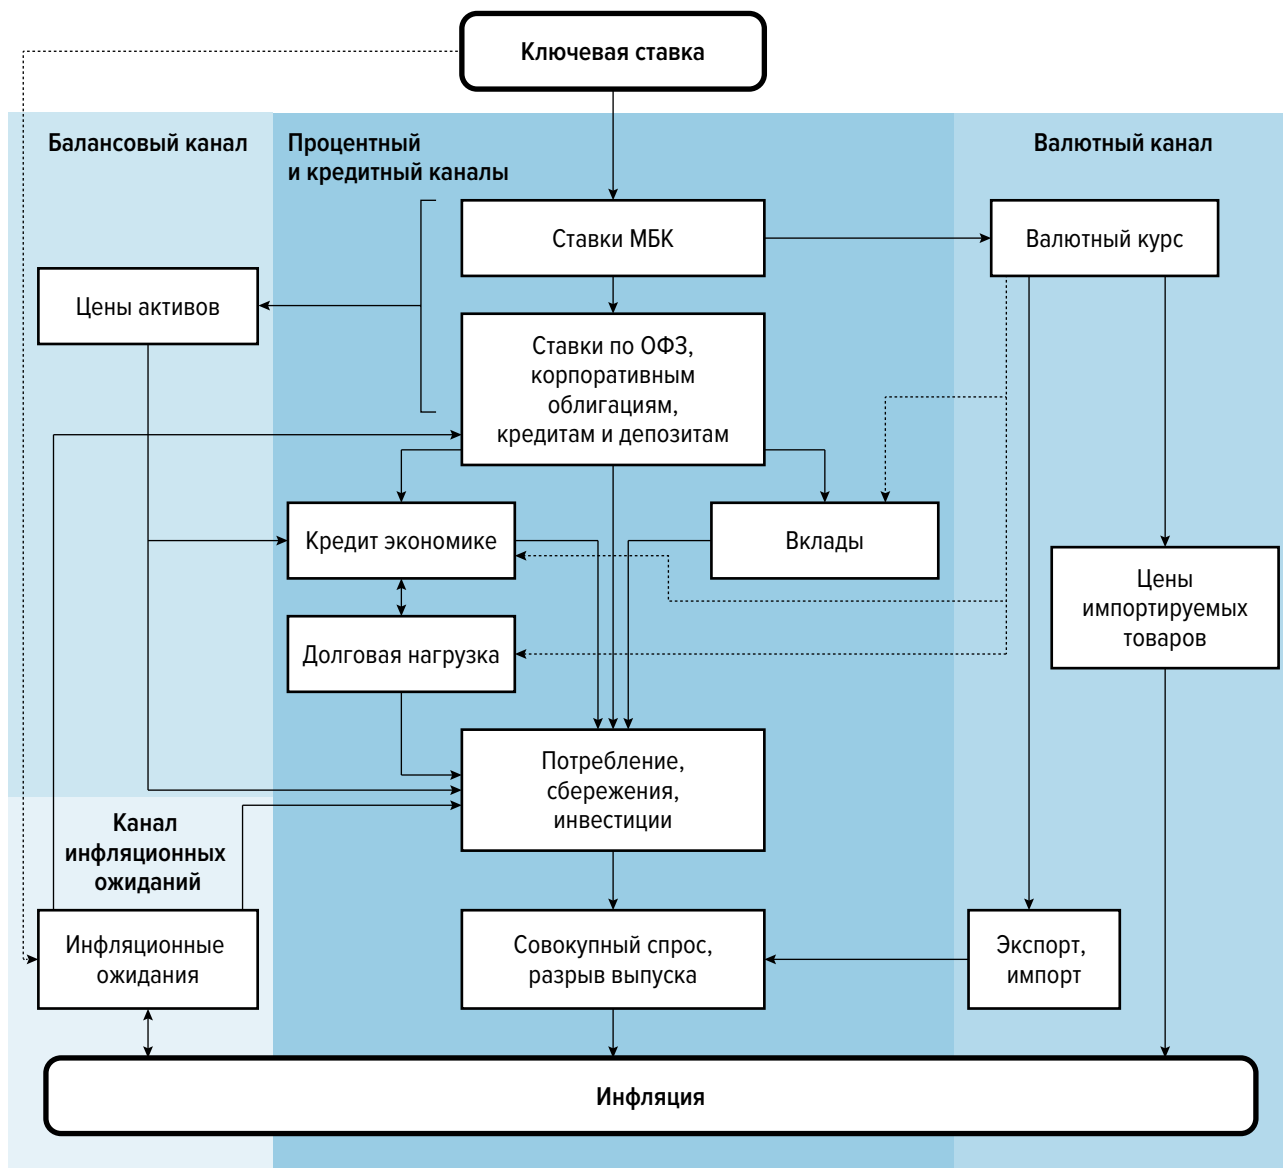 Ключевая ставка
Балансовый канал
Процентный
и кредитный каналы
Валютный канал
Ставки МБК
Валютный курс
Цены активов
Ставки по ОФЗ,
корпоративным
облигациям,
кредитам и депозитам
Кредит экономике
Вклады
Цены
импортируемых
товаров
Долговая нагрузка
Потребление,
сбережения,
инвестиции
Канал
инфляционных
ожиданий
Инфляционные
ожидания
Совокупный спрос,
разрыв выпуска
Экспорт,
импорт
Инфляция